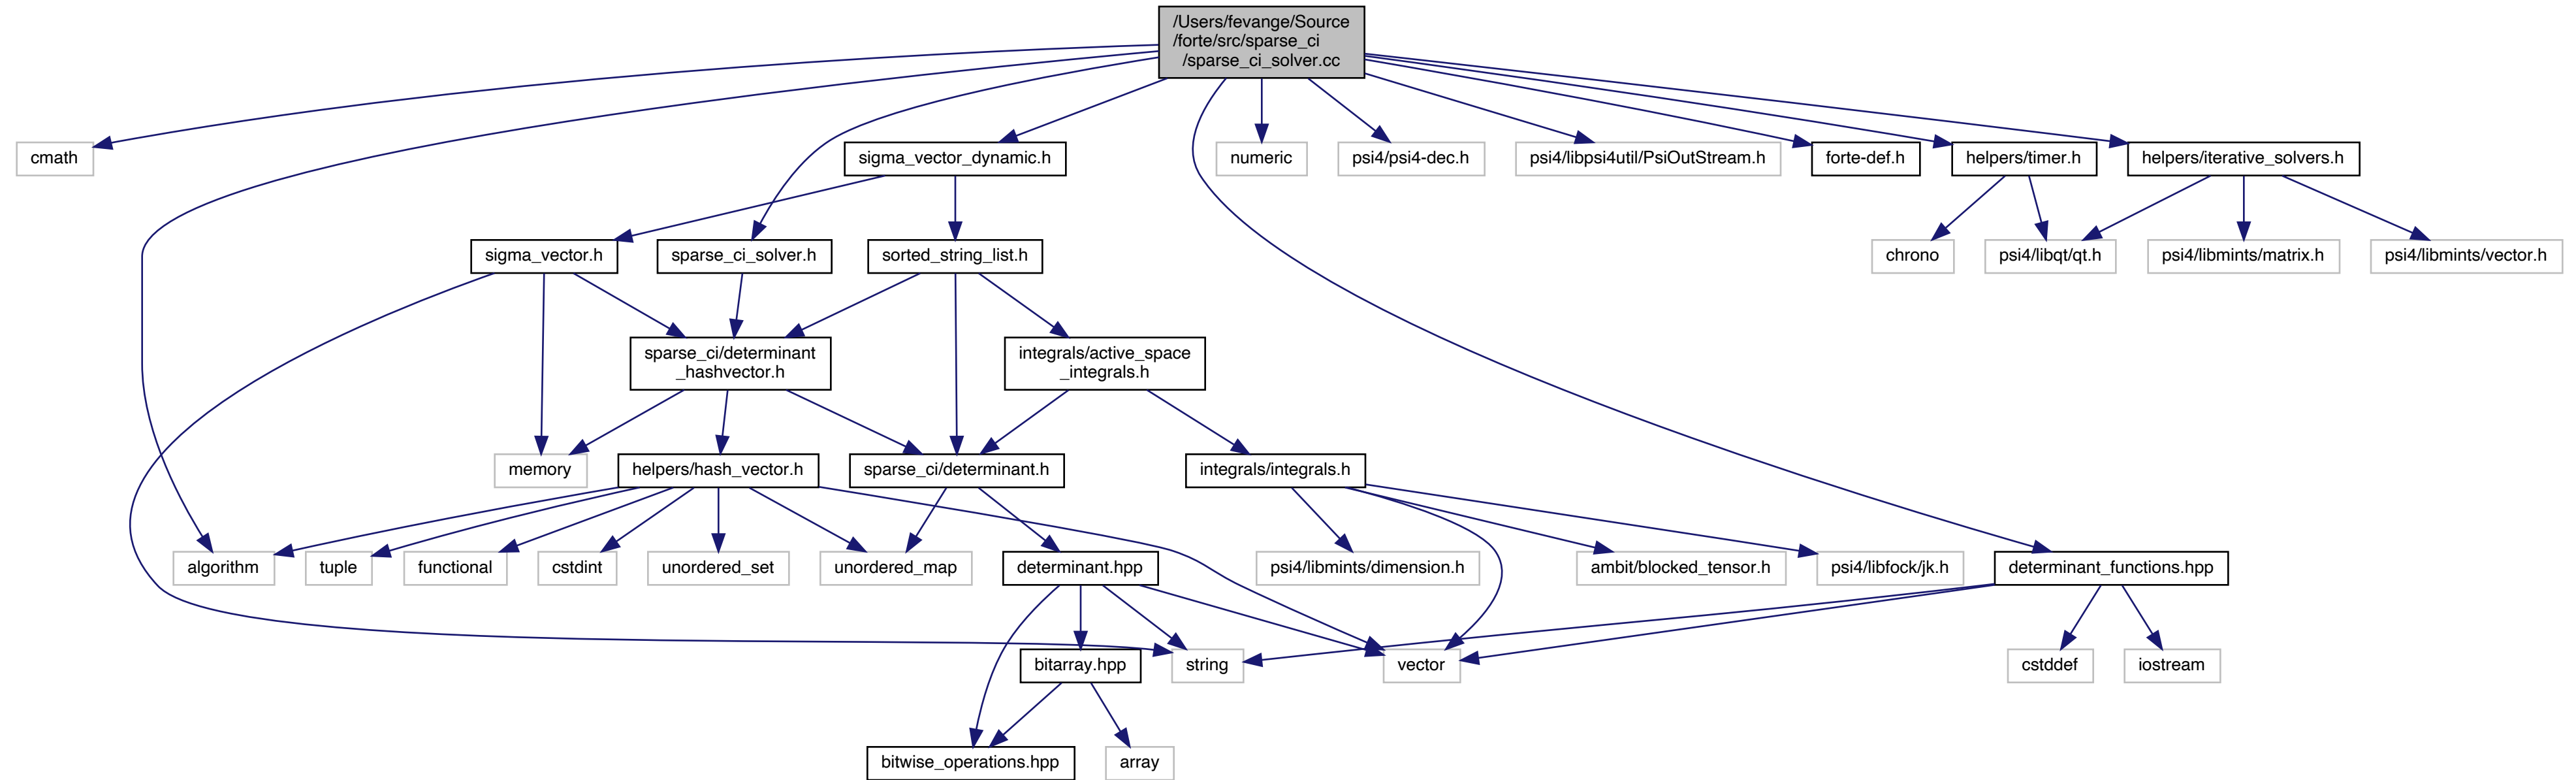 /Users/fevange/Source
/forte/src/sparse_ci
/sparse_ci_solver.cc
cmath
sigma_vector_dynamic.h
numeric
psi4/psi4-dec.h
psi4/libpsi4util/PsiOutStream.h
forte-def.h
helpers/timer.h
helpers/iterative_solvers.h
sigma_vector.h
sparse_ci_solver.h
sorted_string_list.h
chrono
psi4/libqt/qt.h
psi4/libmints/matrix.h
psi4/libmints/vector.h
sparse_ci/determinant
_hashvector.h
integrals/active_space
_integrals.h
memory
helpers/hash_vector.h
sparse_ci/determinant.h
integrals/integrals.h
algorithm
tuple
functional
cstdint
unordered_set
unordered_map
determinant.hpp
psi4/libmints/dimension.h
ambit/blocked_tensor.h
psi4/libfock/jk.h
determinant_functions.hpp
bitarray.hpp
string
vector
cstddef
iostream
bitwise_operations.hpp
array